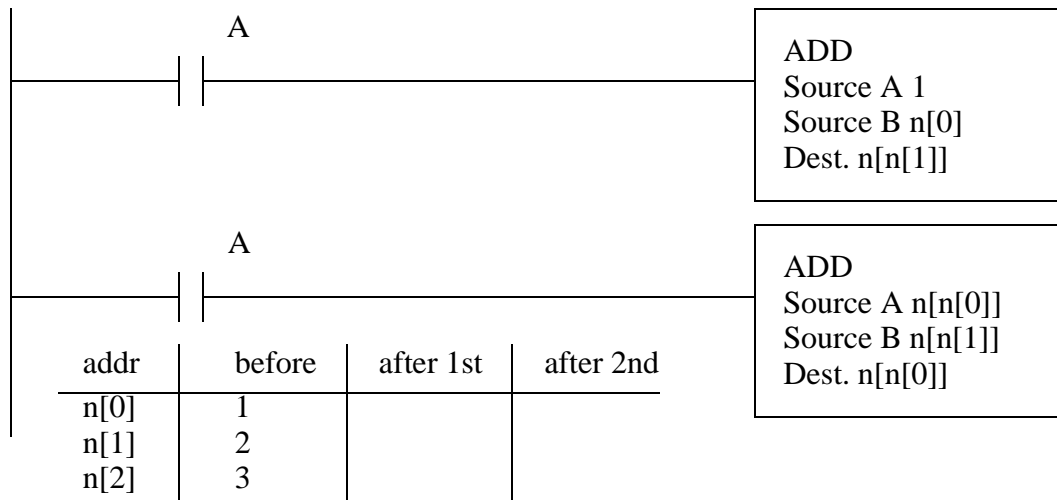 A
ADD
Source A 1
Source B n[0]
Dest. n[n[1]]
A
ADD
Source A n[n[0]]
Source B n[n[1]]
Dest. n[n[0]]
addr before after 1st after 2nd
n[0] 1
n[1] 2
n[2] 3